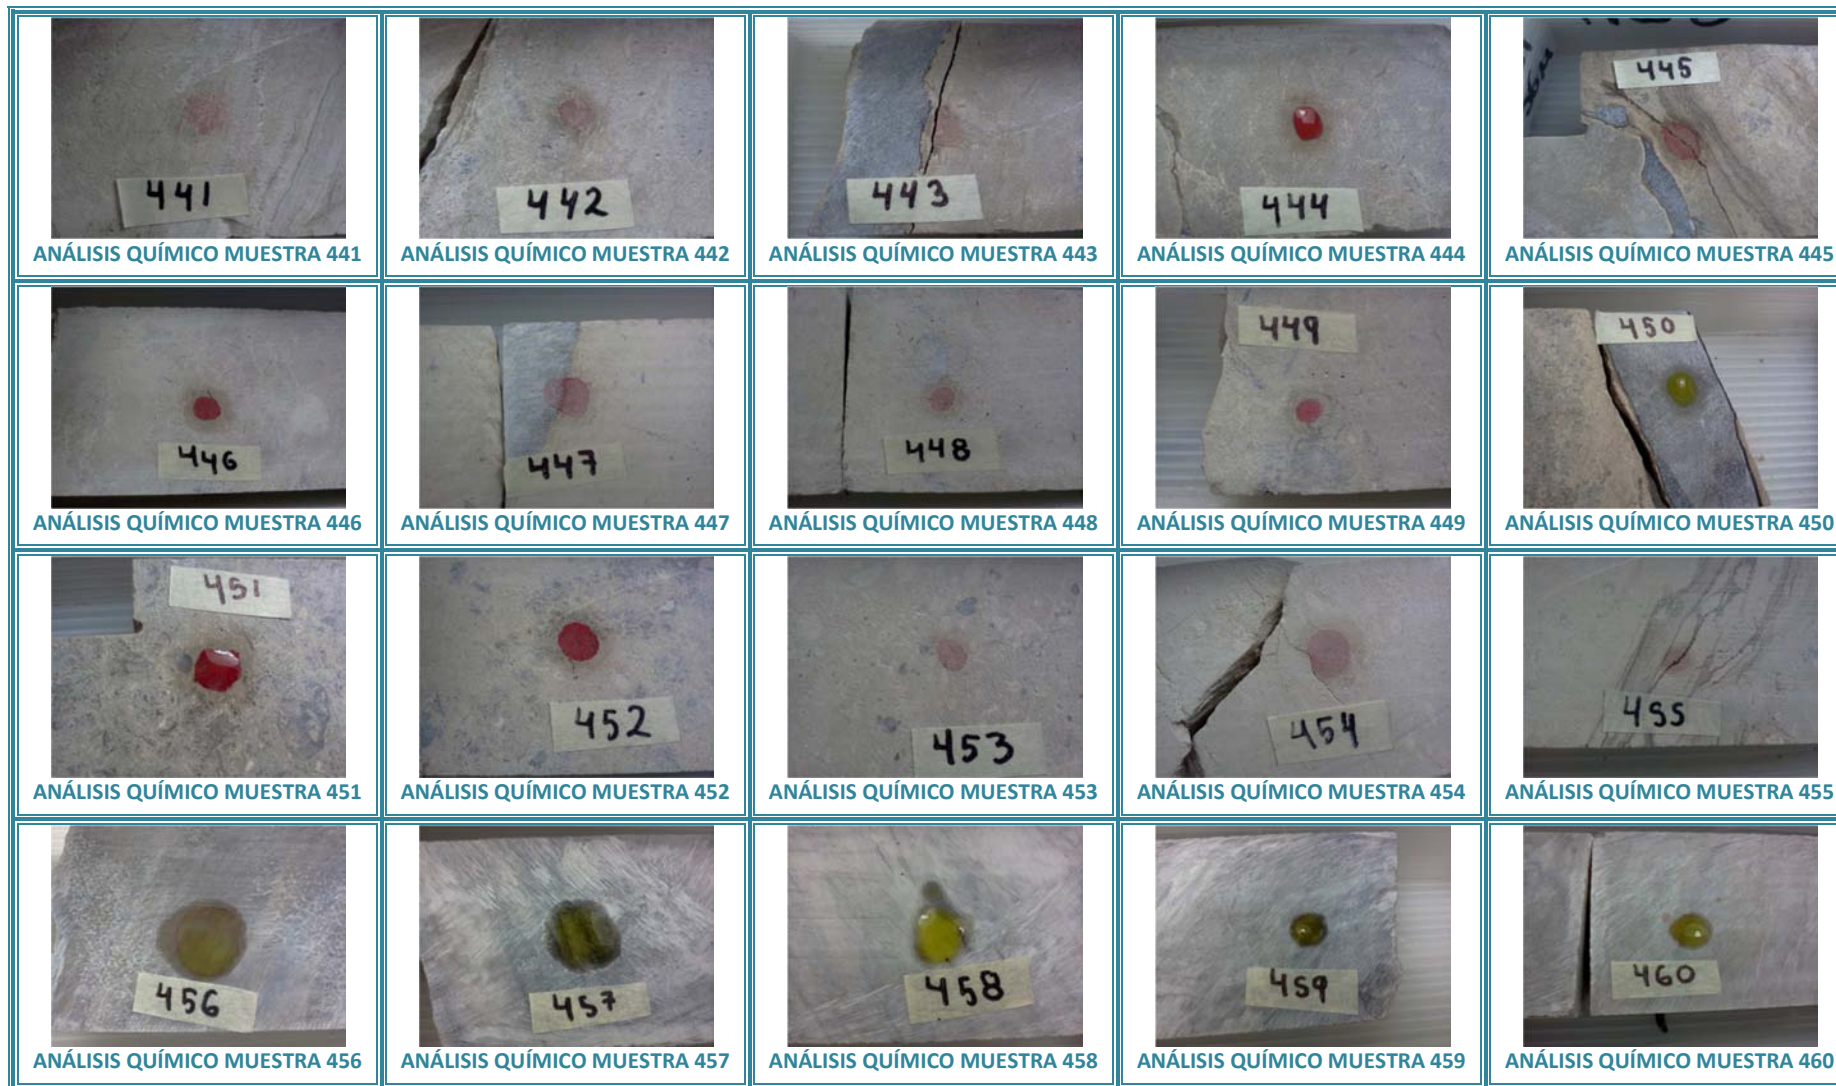 441
442
443
444
445
ANÁLISIS QUÍMICO MUESTRA 441
ANÁLISIS QUÍMICO MUESTRA 442
ANÁLISIS QUÍMICO MUESTRA 443
ANÁLISIS QUÍMICO MUESTRA 444
ANÁLISIS QUÍMICO MUESTRA 445
446
447
448
449
450
ANÁLISIS QUÍMICO MUESTRA 446
ANÁLISIS QUÍMICO MUESTRA 447
ANÁLISIS QUÍMICO MUESTRA 448
ANÁLISIS QUÍMICO MUESTRA 449
ANÁLISIS QUÍMICO MUESTRA 450
451
452
453
454
455
ANÁLISIS QUÍMICO MUESTRA 451
ANÁLISIS QUÍMICO MUESTRA 452
ANÁLISIS QUÍMICO MUESTRA 453
ANÁLISIS QUÍMICO MUESTRA 454
ANÁLISIS QUÍMICO MUESTRA 455
456
457
458
459
460
ANÁLISIS QUÍMICO MUESTRA 456
ANÁLISIS QUÍMICO MUESTRA 457
ANÁLISIS QUÍMICO MUESTRA 458
ANÁLISIS QUÍMICO MUESTRA 459
ANÁLISIS QUÍMICO MUESTRA 460